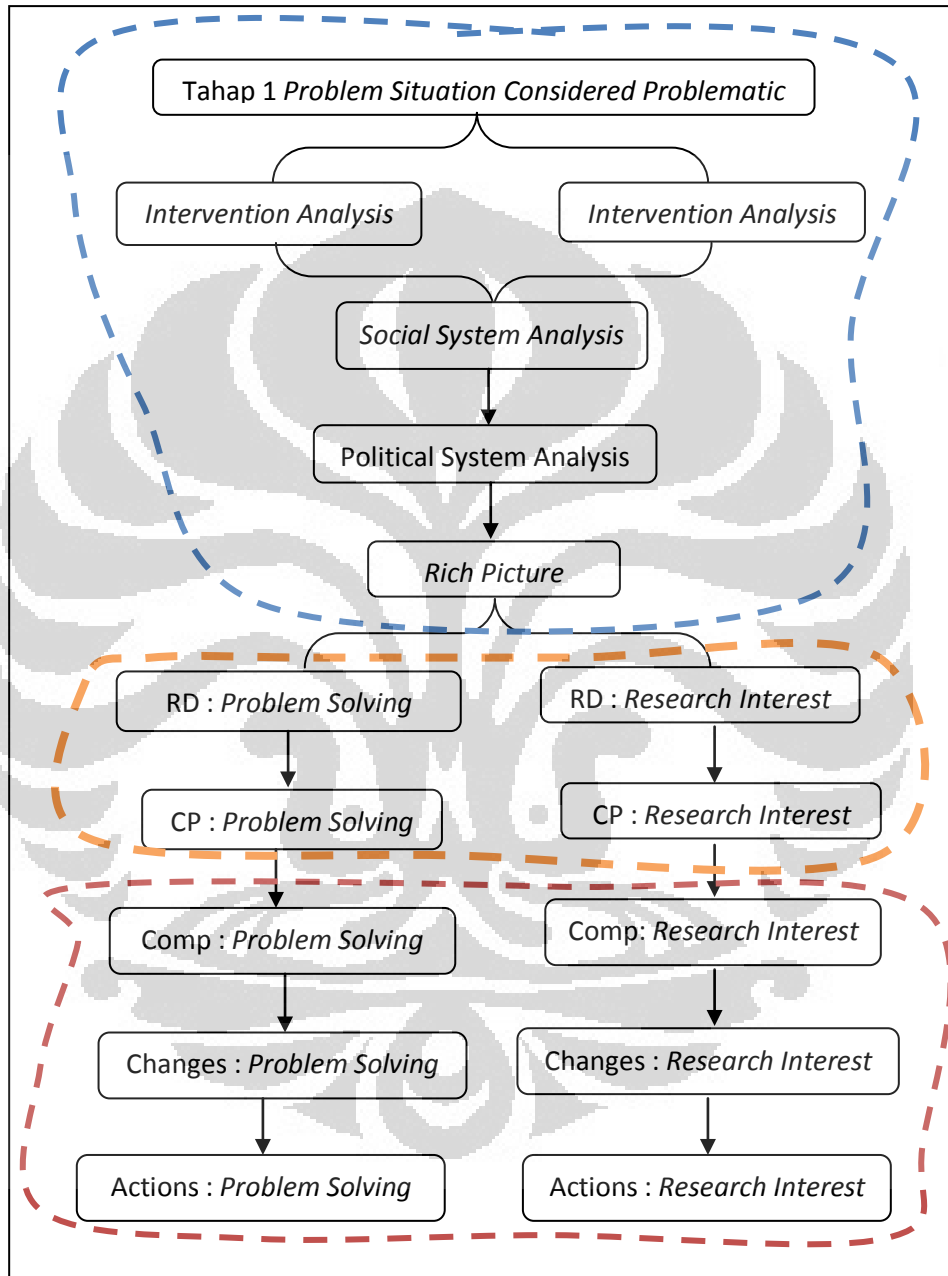 Tahap 1 Problem Situation Considered Problematic
Intervention Analysis
Intervention Analysis
Social System Analysis
Political System Analysis
Rich Picture
RD : Problem Solving
RD : Research Interest
CP : Problem Solving
CP : Research Interest
Comp : Problem Solving
Comp: Research Interest
Changes : Problem Solving
Changes : Research Interest
Actions : Problem Solving
Actions : Research Interest